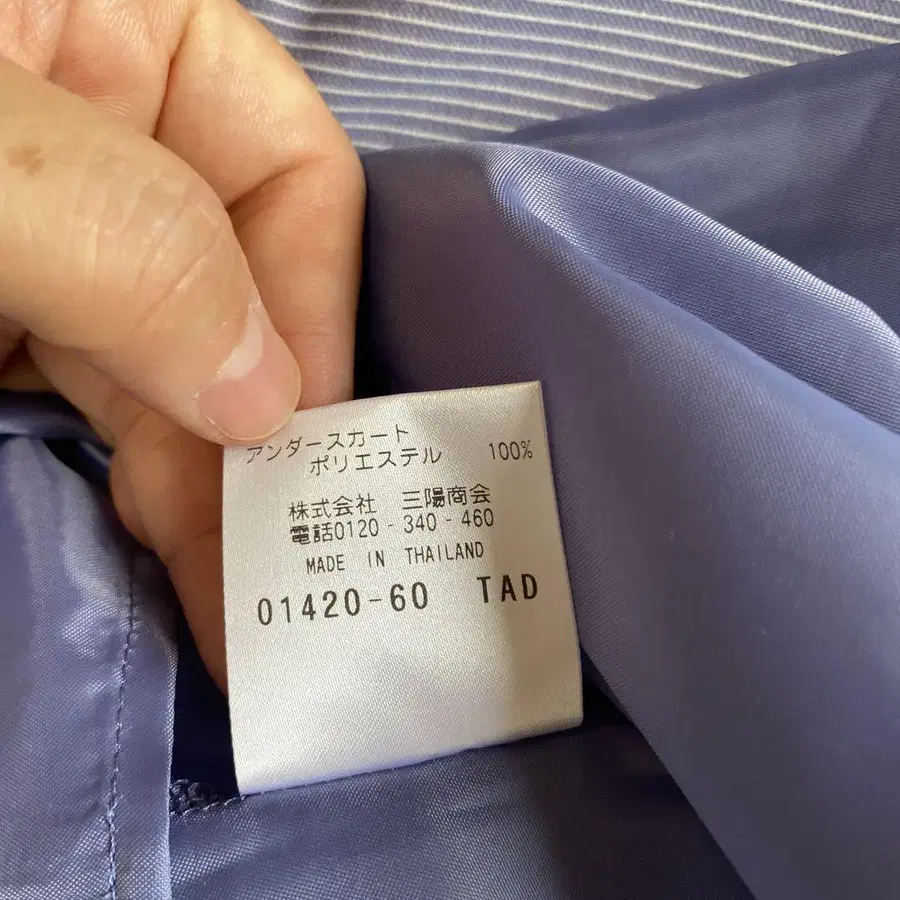 アンダースカート
ポリエステル 100%
株式会社 三陽商会
電話0120-340-460
MADE IN THAILAND
01420-60 TAD